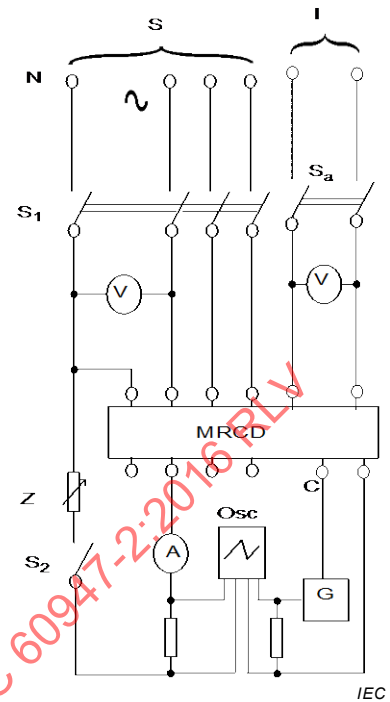 S I
N
∿
S1 Sa
V V
MRCD
Z C
Osc
S2 A
G
IEC
C 60947-2:2016 RLV